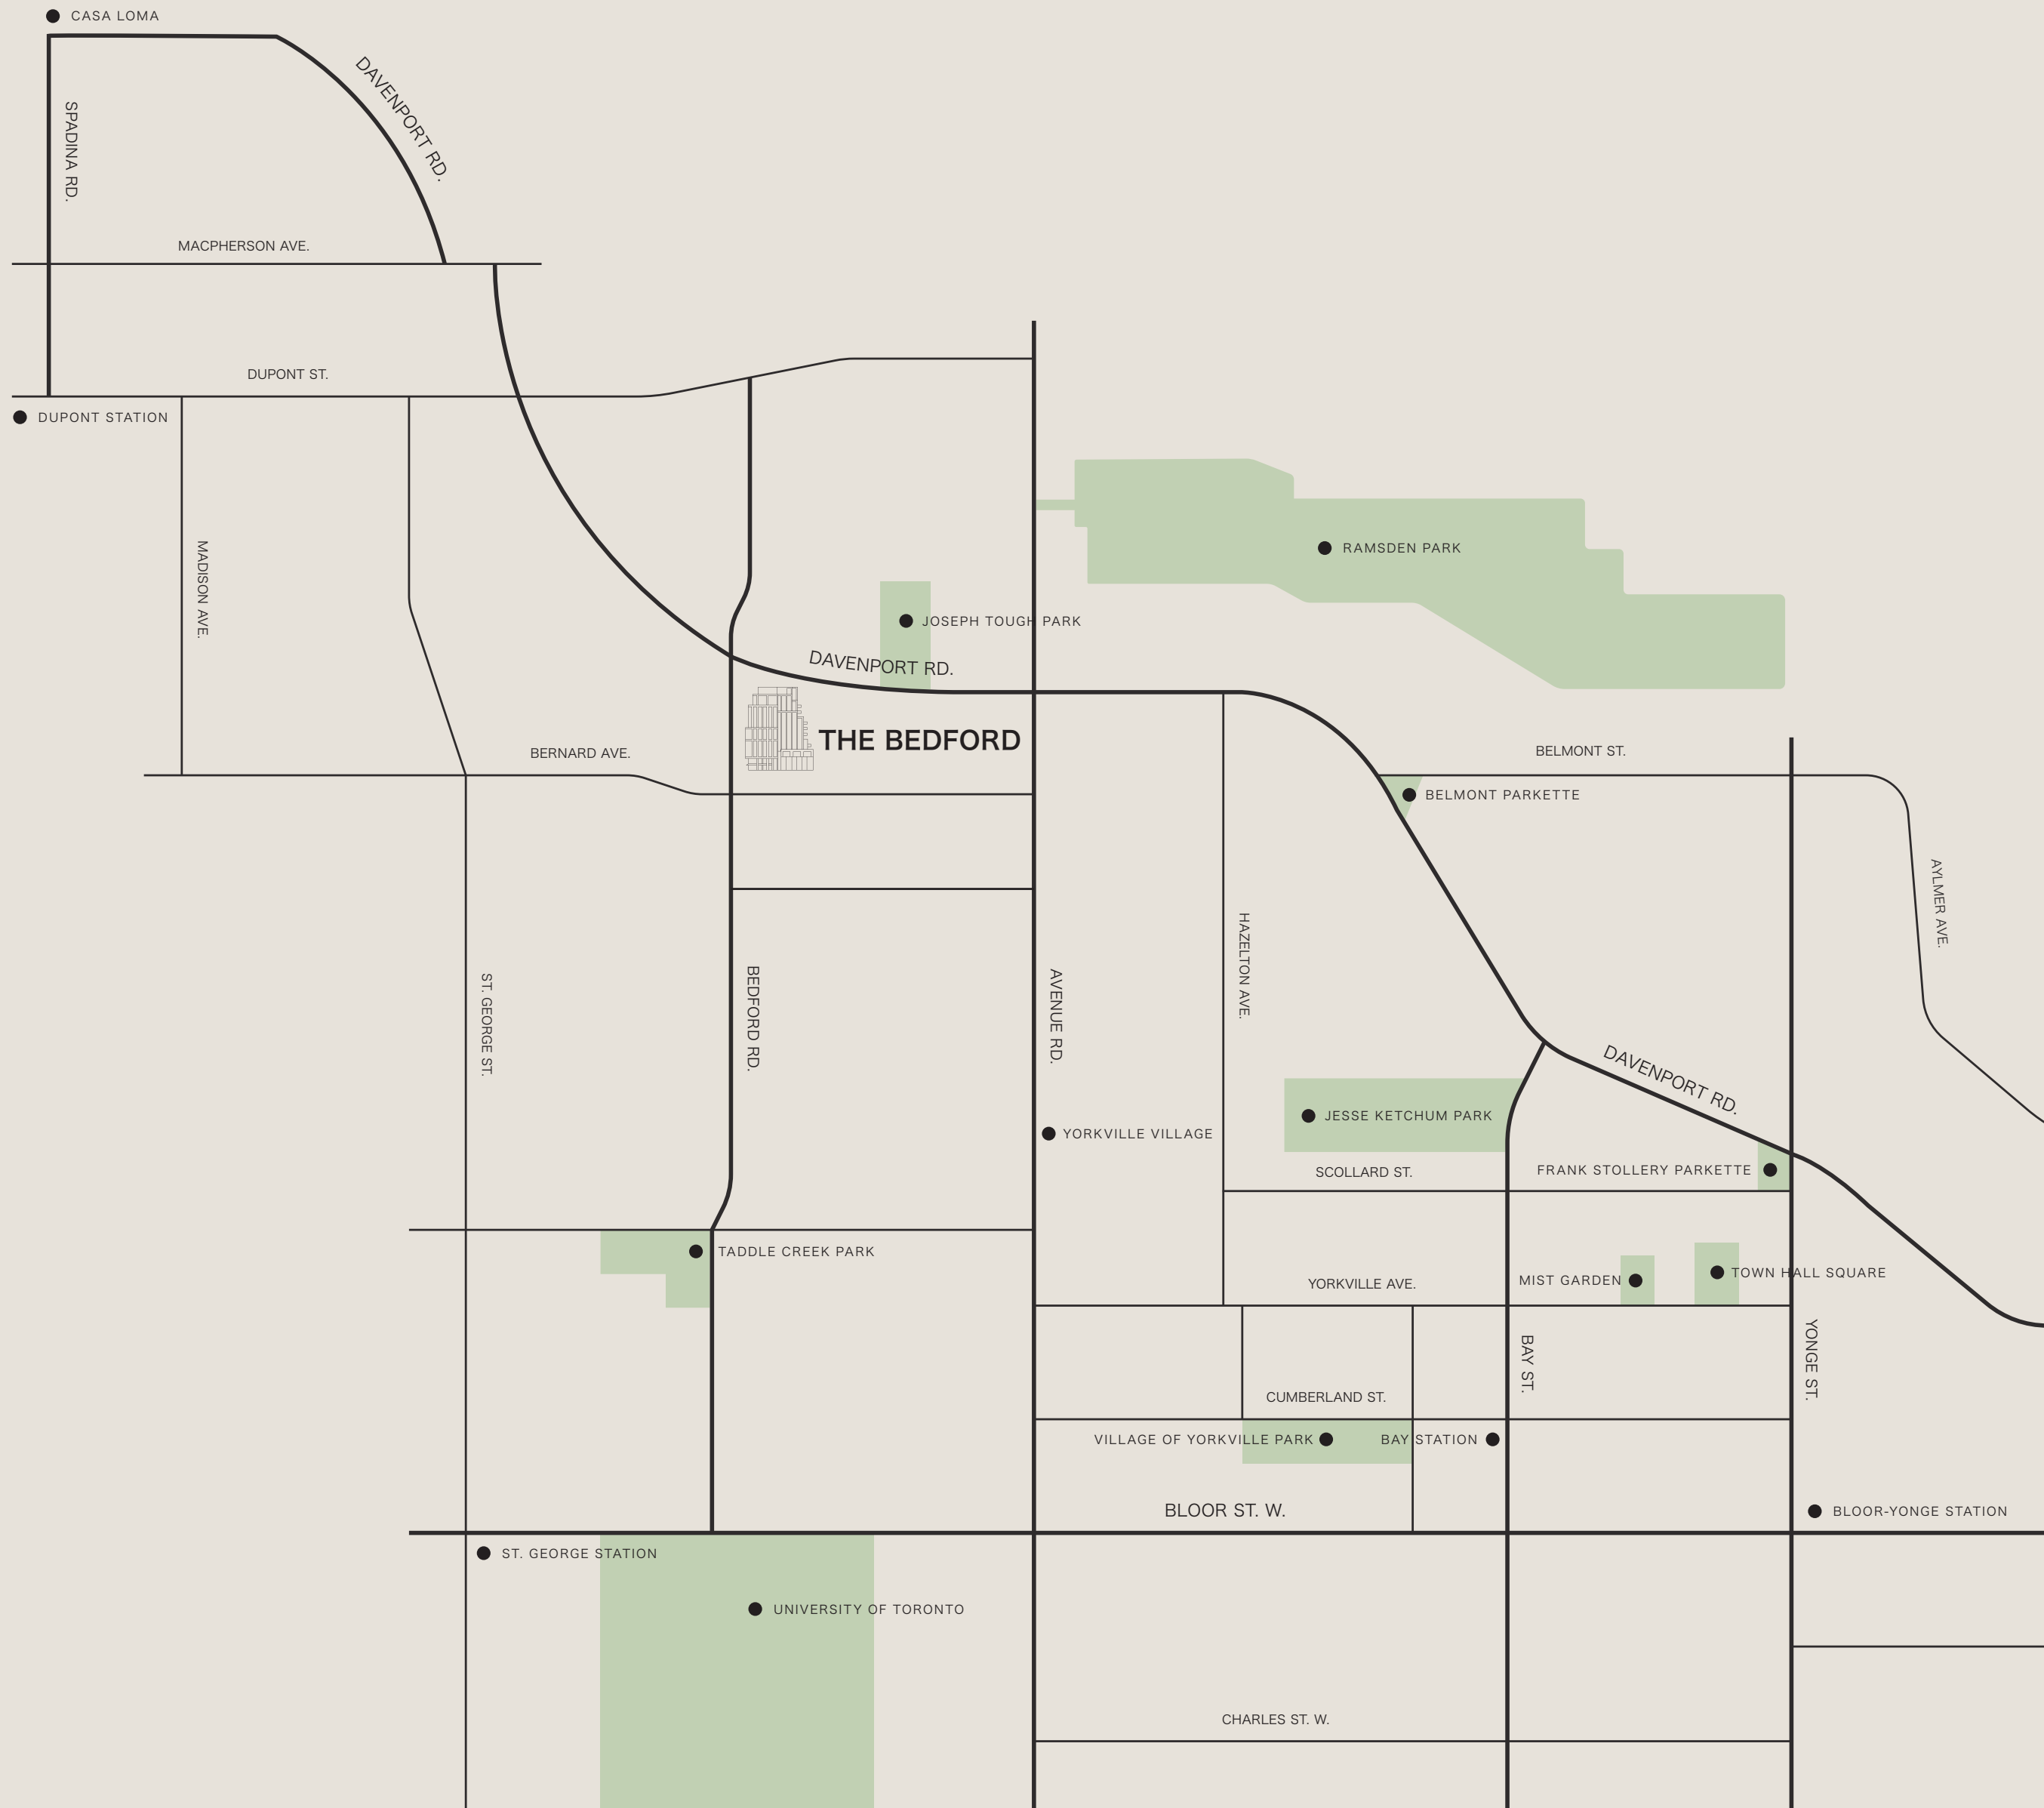 CASA LOMA
DAVENPORT RD.
SPADINA RD.
MACPHERSON AVE.
DUPONT ST.
DUPONT STATION
MADISON AVE.
RAMSDEN PARK
JOSEPH TOUGH PARK
DAVENPORT RD.
THE BEDFORD
BERNARD AVE.
BELMONT ST.
BELMONT PARKETTE
AYLMER AVE.
HAZELTON AVE.
ST. GEORGE ST.
BEDFORD RD.
AVENUE RD.
DAVENPORT RD.
JESSE KETCHUM PARK
YORKVILLE VILLAGE
SCOLLARD ST.
FRANK STOLLERY PARKETTE
TADDLE CREEK PARK
YORKVILLE AVE.
MIST GARDEN
TOWN HALL SQUARE
BAY ST.
YONGE ST.
CUMBERLAND ST.
VILLAGE OF YORKVILLE PARK
BAY STATION
BLOOR ST. W.
BLOOR-YONGE STATION
ST. GEORGE STATION
UNIVERSITY OF TORONTO
CHARLES ST. W.